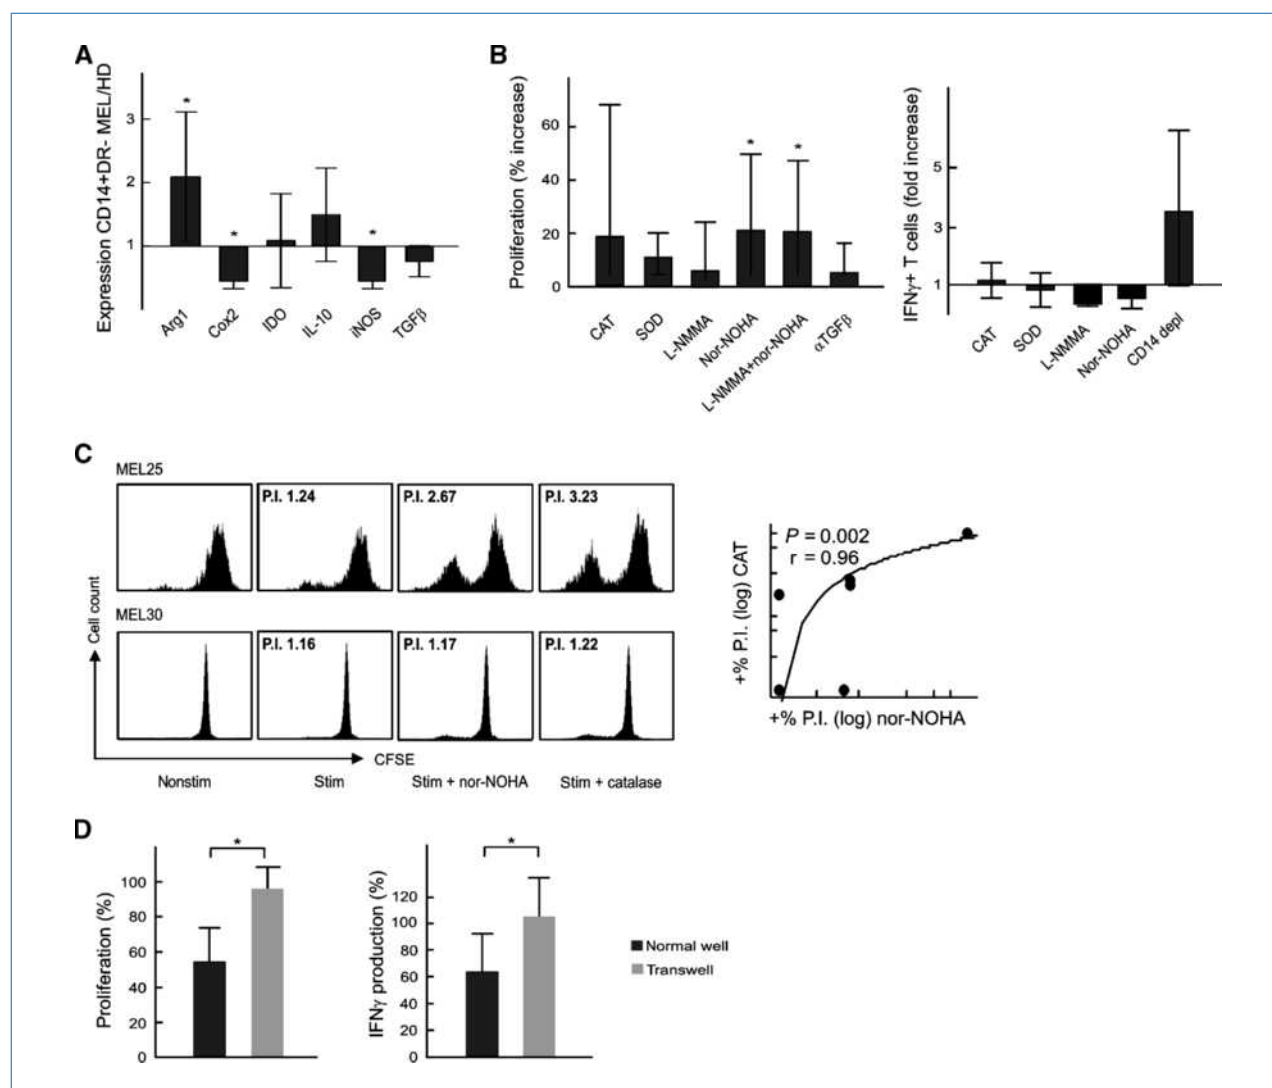 A
Expression CD14+DR- MEL/HD
3
2
1
*
*
*
Arg1
Cox2
IDO
IL-10
iNOS
TGFβ
B
Proliferation (% increase)
60
40
20
0
*
*
CAT
SOD
L-NMMA
Nor-NOHA
L-NMMA+nor-NOHA
αTGFβ
IFNγ+ T cells (fold increase)
5
3
1
CAT
SOD
L-NMMA
Nor-NOHA
CD14 depl
C
MEL25
P.I. 1.24
P.I. 2.67
P.I. 3.23
MEL30
P.I. 1.16
P.I. 1.17
P.I. 1.22
Cell count
CFSE
Nonstim
Stim
Stim + nor-NOHA
Stim + catalase
P = 0.002
r = 0.96
+% P.I. (log) CAT
+% P.I. (log) nor-NOHA
D
Proliferation (%)
100
80
60
40
20
0
*
IFNγ production (%)
120
100
80
60
40
20
0
*
Normal well
Transwell